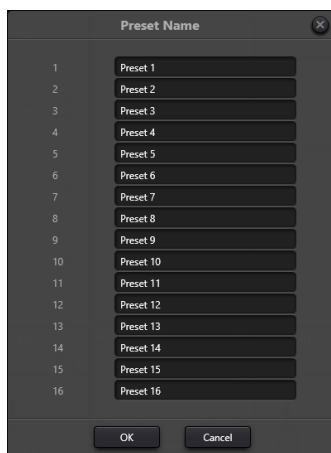 Preset Name
1 Preset 1
2 Preset 2
3 Preset 3
4 Preset 4
5 Preset 5
6 Preset 6
7 Preset 7
8 Preset 8
9 Preset 9
10 Preset 10
11 Preset 11
12 Preset 12
13 Preset 13
14 Preset 14
15 Preset 15
16 Preset 16
OK Cancel